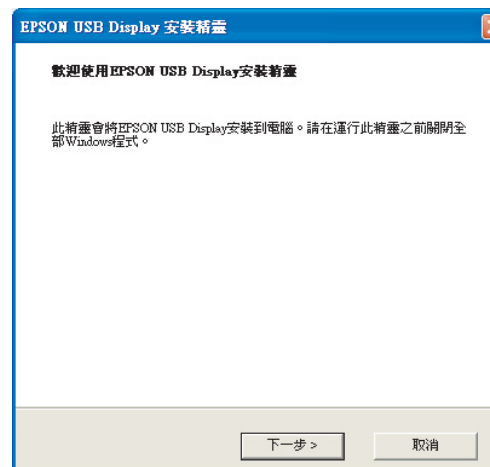 EPSON USB Display 安裝精靈
歡迎使用EPSON USB Display安裝精靈
此精靈會將EPSON USB Display安裝到電腦。請在運行此精靈之前關閉全
部Windows程式。
下一步 >
取消